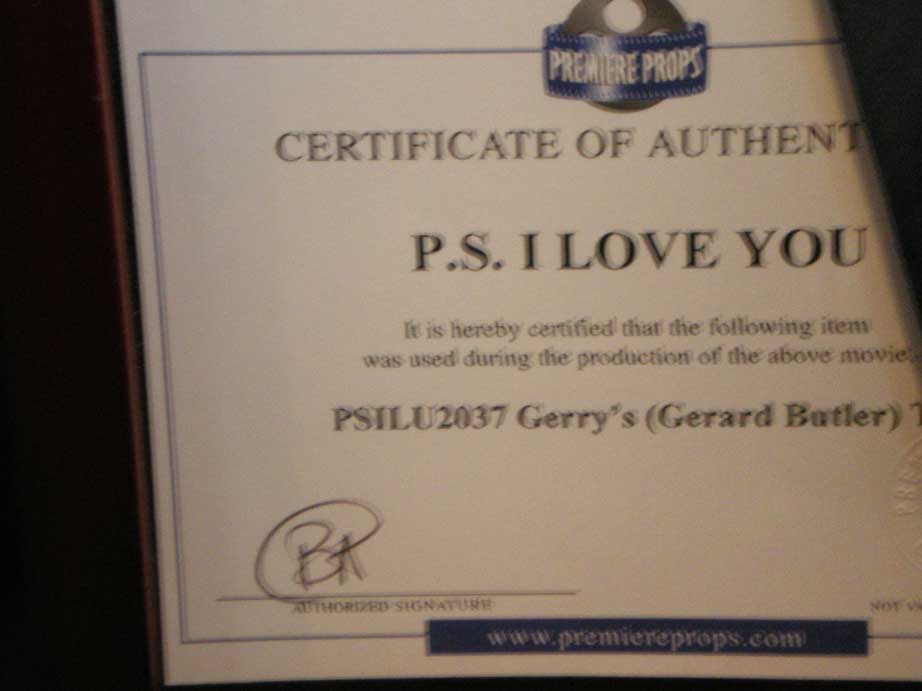 PREMIERE PROPS
CERTIFICATE OF AUTHENT
P.S. I LOVE YOU
It is hereby certified that the following item
was used during the production of the above movie:
PSILU2037 Gerry's (Gerard Butler) T
AUTHORIZED SIGNATURE
NOT
www.premiereprops.com